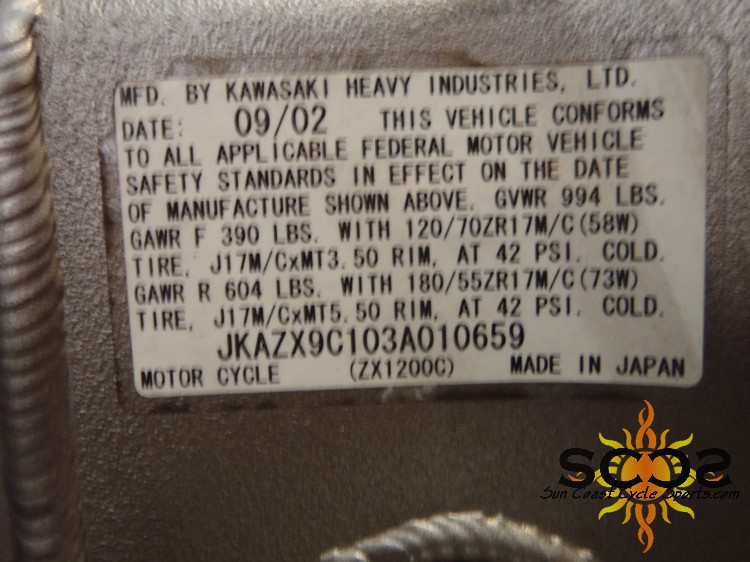 MFD. BY KAWASAKI HEAVY INDUSTRIES, LTD.
DATE: 09/02 THIS VEHICLE CONFORMS
TO ALL APPLICABLE FEDERAL MOTOR VEHICLE
SAFETY STANDARDS IN EFFECT ON THE DATE
OF MANUFACTURE SHOWN ABOVE. GVWR 994 LBS.
GAWR F 390 LBS. WITH 120/70ZR17M/C(58W)
TIRE, J17M/CxMT3.50 RIM, AT 42 PSI. COLD.
GAWR R 604 LBS. WITH 180/55ZR17M/C(73W)
TIRE, J17M/CxMT5.50 RIM, AT 42 PSI. COLD.
JKAZX9C103A010659
MOTOR CYCLE (ZX1200C) MADE IN JAPAN
SCCS
Sun Coast Cycle Sports.com